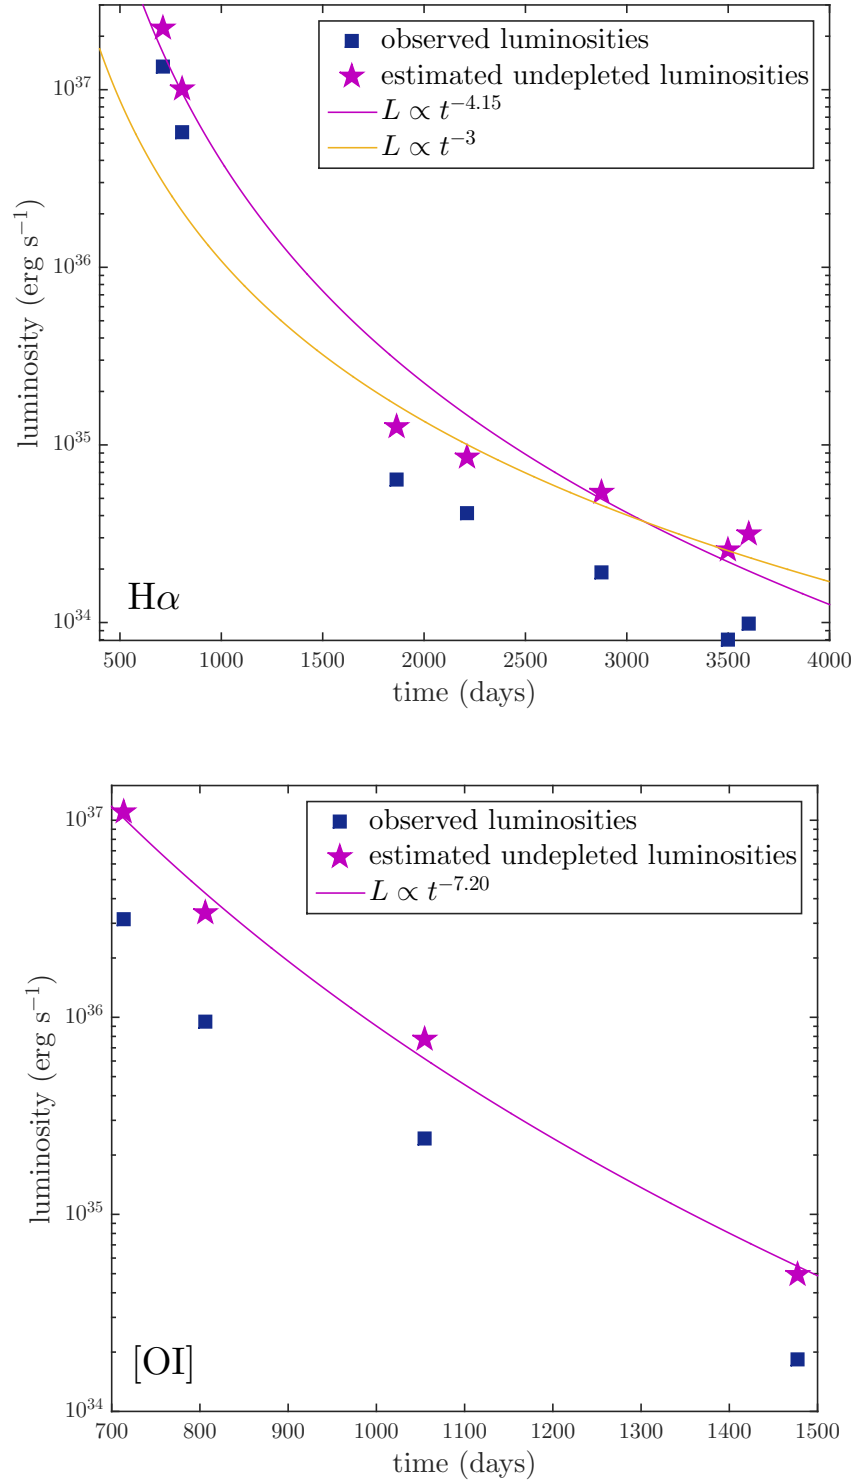 observed luminosities
estimated undepleted luminosities
L ∝ t^{-4.15}
L ∝ t^{-3}
10^{37}
10^{36}
10^{35}
10^{34}
luminosity (erg s^{-1})
Hα
500 1000 1500 2000 2500 3000 3500 4000
time (days)
observed luminosities
estimated undepleted luminosities
L ∝ t^{-7.20}
10^{37}
10^{36}
10^{35}
10^{34}
luminosity (erg s^{-1})
[OI]
700 800 900 1000 1100 1200 1300 1400 1500
time (days)